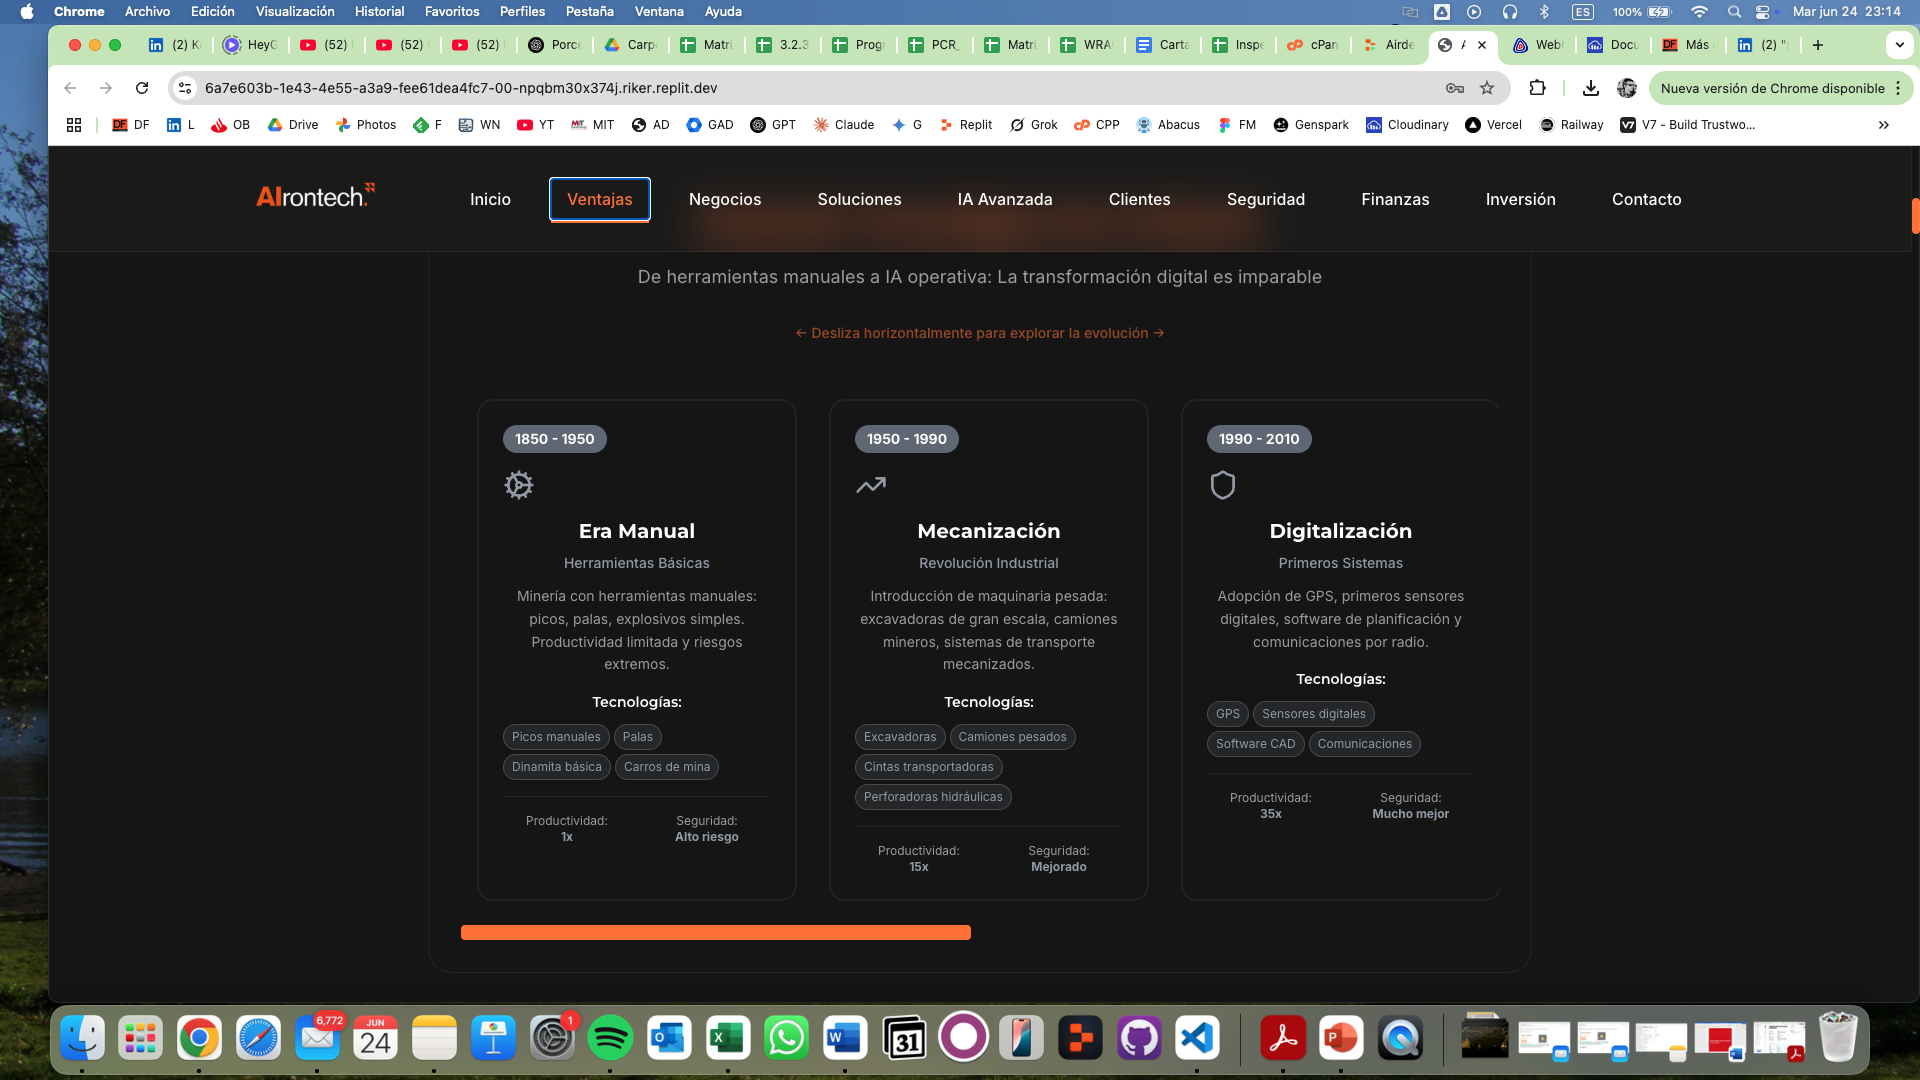 Chrome Archivo Edición Visualización Historial Favoritos Perfiles Pestaña Ventana Ayuda ES 100% Mar jun 24 23:14
(2) HeyG (52) (52) (52) Porce Carp Matri 3.2.3 Prog PCR_ Matri WRA Carta Inspe cPan Airde WebI Docu Más (2) "
6a7e603b-1e43-4e55-a3a9-fee61dea4fc7-00-npqbm30x374j.riker.replit.dev
Nueva versión de Chrome disponible
DF L OB Drive Photos F WN YT MIT AD GAD GPT Claude G Replit Grok CPP Abacus FM Genspark Cloudinary Vercel Railway V7 - Build Trustwo...
AIrontech. Inicio Ventajas Negocios Soluciones IA Avanzada Clientes Seguridad Finanzas Inversión Contacto
De herramientas manuales a IA operativa: La transformación digital es imparable
← Desliza horizontalmente para explorar la evolución →
1850 - 1950
Era Manual
Herramientas Básicas
Minería con herramientas manuales:
picos, palas, explosivos simples.
Productividad limitada y riesgos
extremos.
Tecnologías:
Picos manuales Palas
Dinamita básica Carros de mina
Productividad: Seguridad:
1x Alto riesgo
1950 - 1990
Mecanización
Revolución Industrial
Introducción de maquinaria pesada:
excavadoras de gran escala, camiones
mineros, sistemas de transporte
mecanizados.
Tecnologías:
Excavadoras Camiones pesados
Cintas transportadoras
Perforadoras hidráulicas
Productividad: Seguridad:
15x Mejorado
1990 - 2010
Digitalización
Primeros Sistemas
Adopción de GPS, primeros sensores
digitales, software de planificación y
comunicaciones por radio.
Tecnologías:
GPS Sensores digitales
Software CAD Comunicaciones
Productividad: Seguridad:
35x Mucho mejor
6,772
JUN
24
1
31